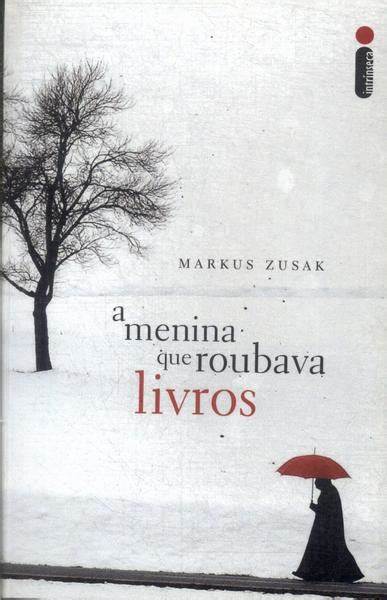 intrínseca
MARKUS ZUSAK
a
menina
que roubava
livros